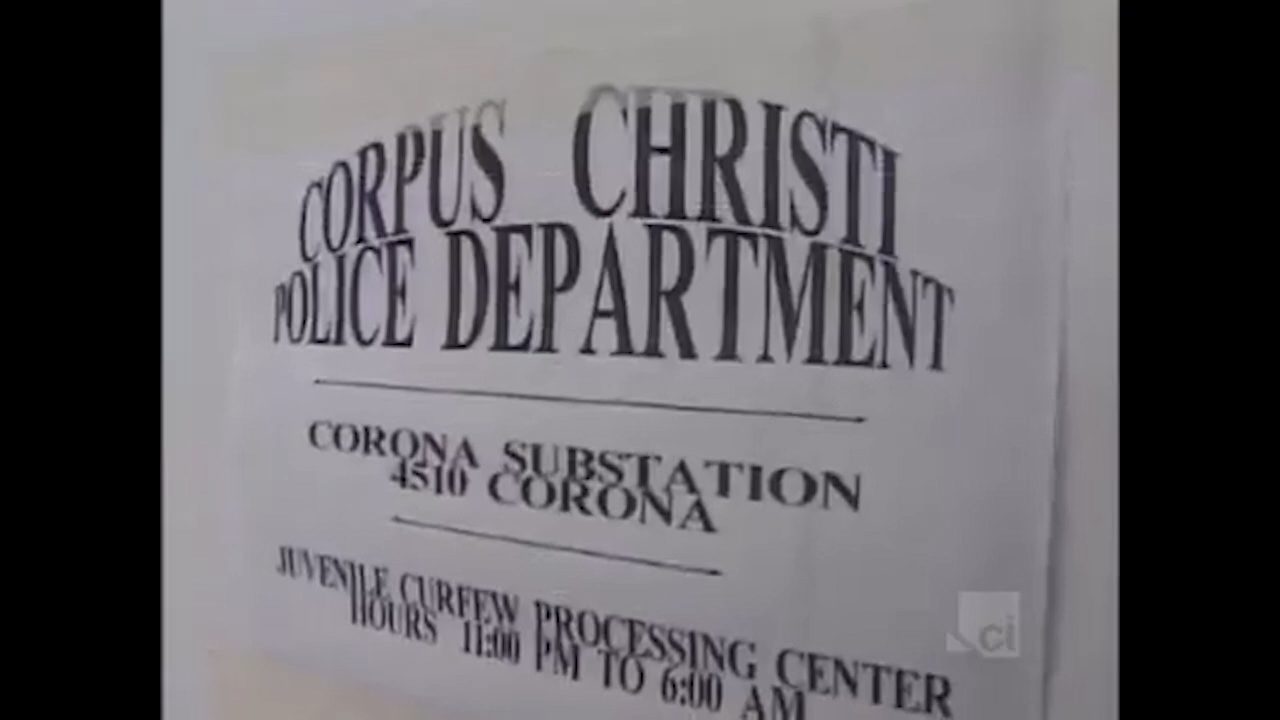 CORPUS CHRISTI
POLICE DEPARTMENT
CORONA SUBSTATION
4510 CORONA
JUVENILE CURFEW PROCESSING CENTER
HOURS 11:00 PM TO 6:00 AM
ci